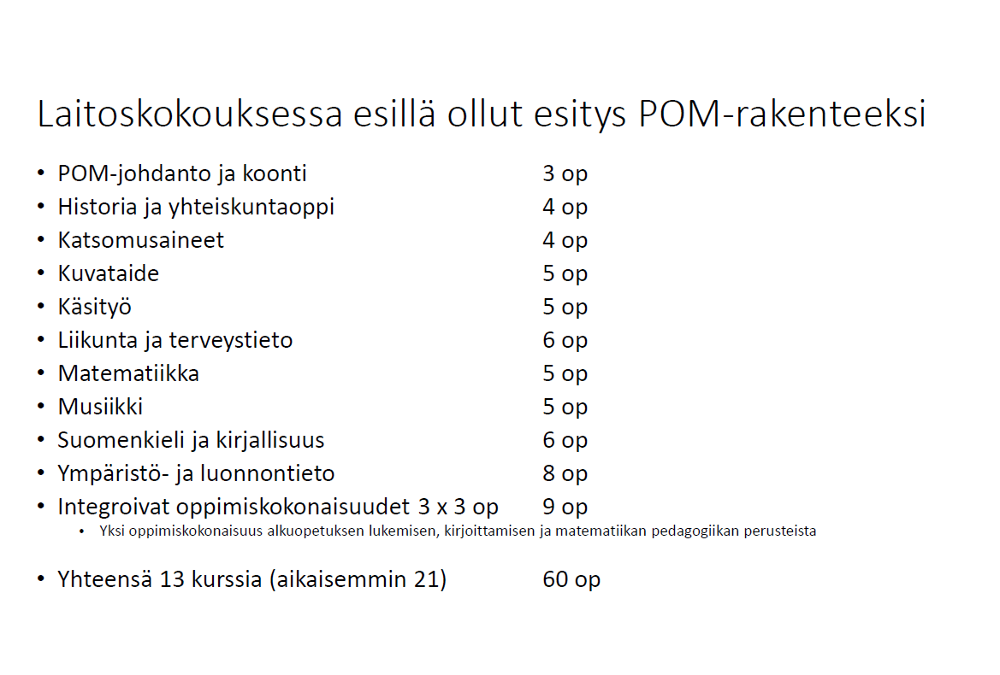 Laitoskokouksessa esillä ollut esitys POM-rakenteeksi
• POM-johdanto ja koonti 3 op
• Historia ja yhteiskuntaoppi 4 op
• Katsomusaineet 4 op
• Kuvataide 5 op
• Käsityö 5 op
• Liikunta ja terveystieto 6 op
• Matematiikka 5 op
• Musiikki 5 op
• Suomenkieli ja kirjallisuus 6 op
• Ympäristö- ja luonnontieto 8 op
• Integroivat oppimiskokonaisuudet 3 x 3 op 9 op
• Yksi oppimiskokonaisuus alkuopetuksen lukemisen, kirjoittamisen ja matematiikan pedagogiikan perusteista
• Yhteensä 13 kurssia (aikaisemmin 21) 60 op